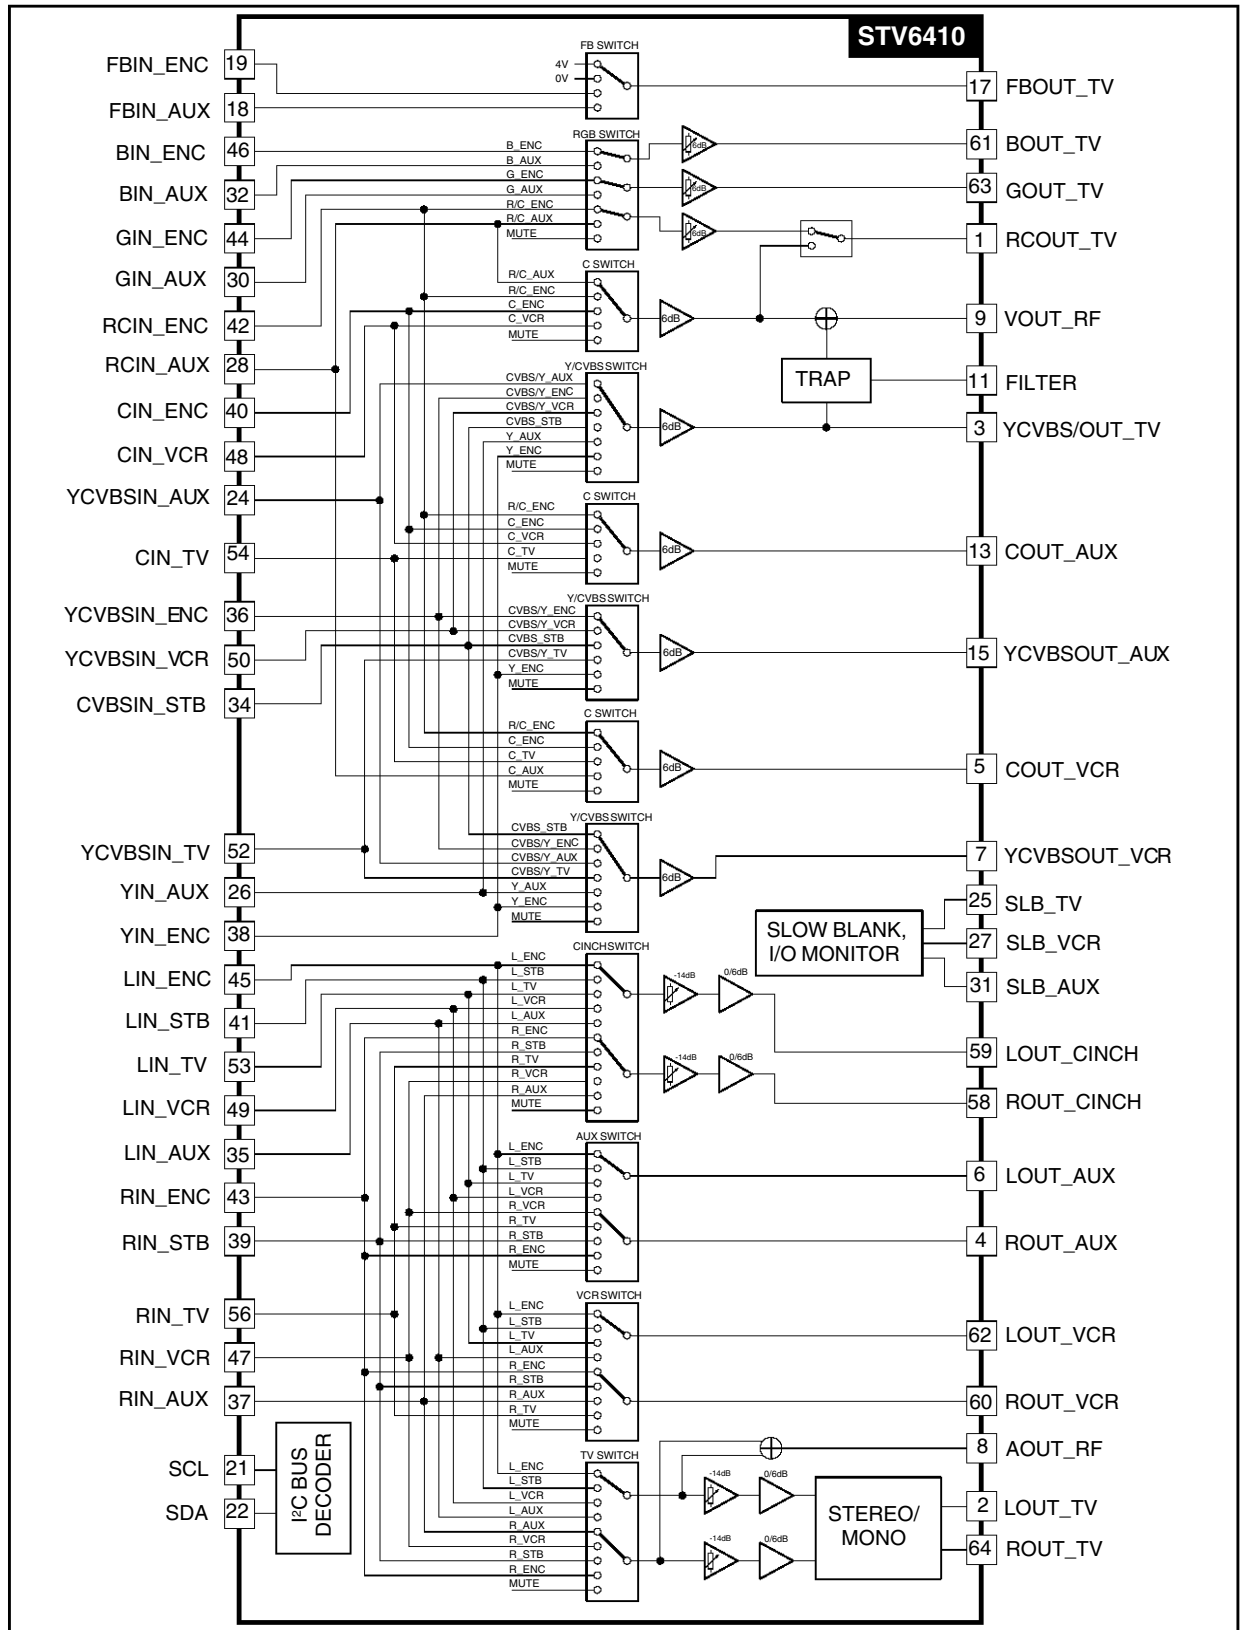 STV6410
FBIN_ENC
19
FBIN_AUX
18
BIN_ENC
46
BIN_AUX
32
GIN_ENC
44
GIN_AUX
30
RCIN_ENC
42
RCIN_AUX
28
CIN_ENC
40
CIN_VCR
48
YCVBSIN_AUX
24
CIN_TV
54
YCVBSIN_ENC
36
YCVBSIN_VCR
50
CVBSIN_STB
34
YCVBSIN_TV
52
YIN_AUX
26
YIN_ENC
38
LIN_ENC
45
LIN_STB
41
LIN_TV
53
LIN_VCR
49
LIN_AUX
35
RIN_ENC
43
RIN_STB
39
RIN_TV
56
RIN_VCR
47
RIN_AUX
37
SCL
21
SDA
22
I²C BUS
DECODER
FB SWITCH
4V
0V
RGB SWITCH
B_ENC
B_AUX
G_ENC
G_AUX
R/C_ENC
R/C_AUX
MUTE
6dB
6dB
6dB
C SWITCH
R/C_AUX
R/C_ENC
C_ENC
C_VCR
MUTE
6dB
Y/CVBS SWITCH
CVBS/Y_AUX
CVBS/Y_ENC
CVBS/Y_VCR
CVBS_STB
Y_AUX
Y_ENC
MUTE
6dB
TRAP
C SWITCH
R/C_ENC
C_ENC
C_VCR
C_TV
MUTE
6dB
Y/CVBS SWITCH
CVBS/Y_ENC
CVBS/Y_VCR
CVBS_STB
CVBS/Y_TV
Y_ENC
MUTE
6dB
C SWITCH
R/C_ENC
C_ENC
C_TV
C_AUX
MUTE
6dB
Y/CVBS SWITCH
CVBS_STB
CVBS/Y_ENC
CVBS/Y_AUX
CVBS/Y_TV
Y_AUX
Y_ENC
MUTE
6dB
SLOW BLANK,
I/O MONITOR
CINCH SWITCH
L_ENC
L_STB
L_TV
L_VCR
L_AUX
R_ENC
R_STB
R_TV
R_VCR
R_AUX
MUTE
-14dB
0/6dB
-14dB
0/6dB
AUX SWITCH
L_ENC
L_STB
L_TV
L_VCR
R_VCR
R_TV
R_STB
R_ENC
MUTE
VCR SWITCH
L_ENC
L_STB
L_TV
L_AUX
R_ENC
R_STB
R_AUX
R_TV
MUTE
TV SWITCH
L_ENC
L_STB
L_VCR
L_AUX
R_AUX
R_VCR
R_STB
R_ENC
MUTE
-14dB
0/6dB
-14dB
0/6dB
STEREO/
MONO
17
FBOUT_TV
61
BOUT_TV
63
GOUT_TV
1
RCOUT_TV
9
VOUT_RF
11
FILTER
3
YCVBS/OUT_TV
13
COUT_AUX
15
YCVBSOUT_AUX
5
COUT_VCR
7
YCVBSOUT_VCR
25
SLB_TV
27
SLB_VCR
31
SLB_AUX
59
LOUT_CINCH
58
ROUT_CINCH
6
LOUT_AUX
4
ROUT_AUX
62
LOUT_VCR
60
ROUT_VCR
8
AOUT_RF
2
LOUT_TV
64
ROUT_TV